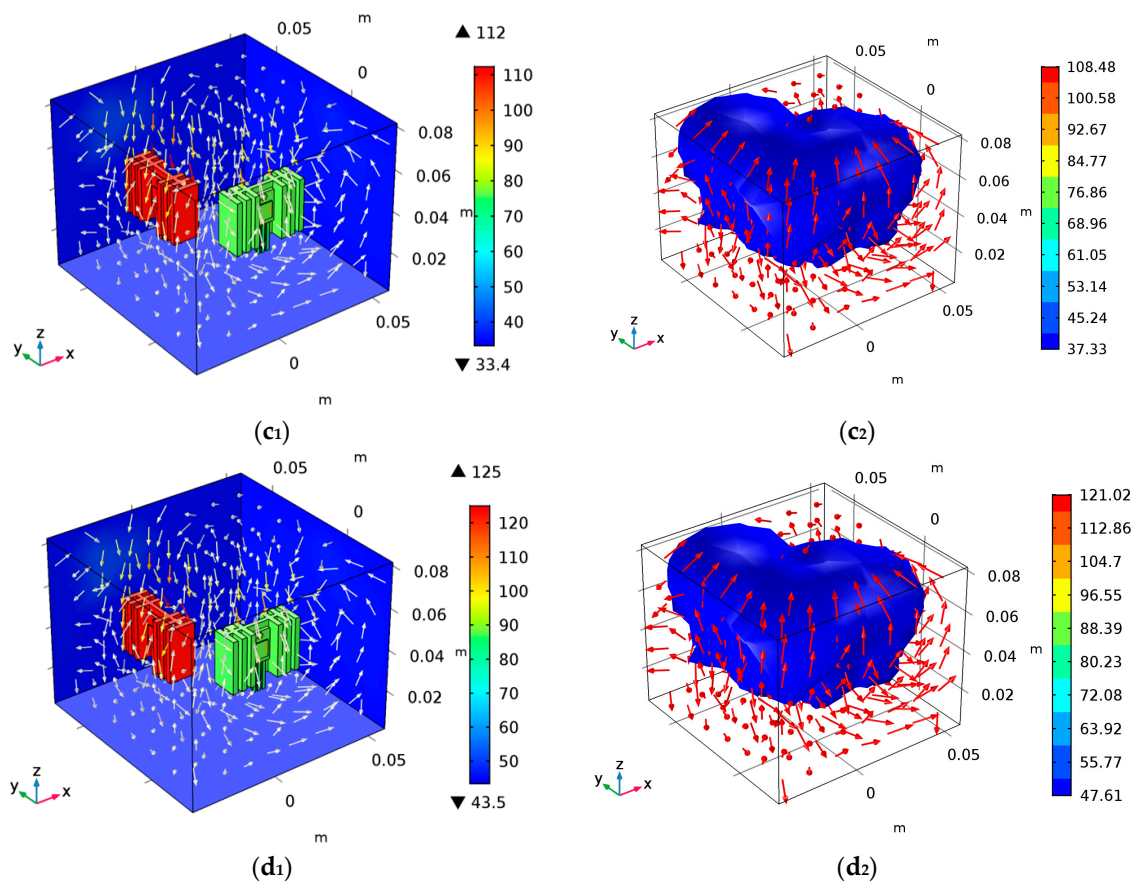 m
0.05
0
▲ 112
110
100
90
80
70
60
50
40
▼ 33.4
0.08
0.06
0.04
m
0.02
0.05
0
m
z
y
x
(c1)
m
0.05
0
0.08
0.06
0.04
m
0.02
0.05
0
m
z
y
x
108.48
100.58
92.67
84.77
76.86
68.96
61.05
53.14
45.24
37.33
(c2)
m
0.05
0
▲ 125
120
110
100
90
80
70
60
50
▼ 43.5
0.08
0.06
0.04
m
0.02
0.05
0
m
z
y
x
(d1)
m
0.05
0
0.08
0.06
0.04
m
0.02
0.05
0
m
z
y
x
121.02
112.86
104.7
96.55
88.39
80.23
72.08
63.92
55.77
47.61
(d2)